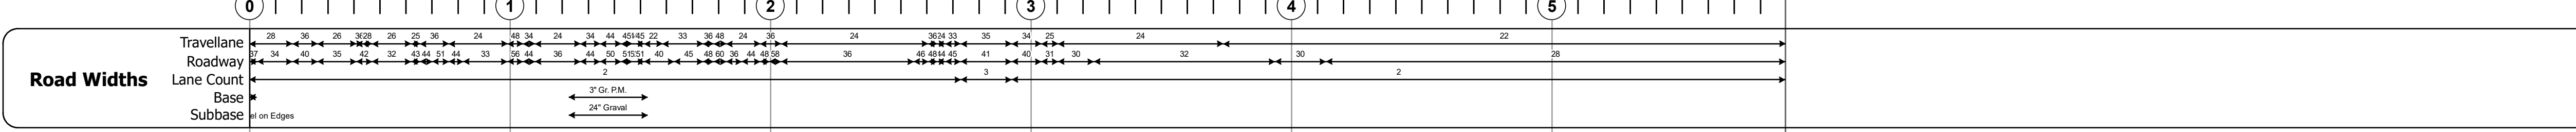 0 1 2 3 4 5
Road Widths
Travellane 28 36 26 36 28 26 25 36 24 48 34 24 34 44 45 45 22 33 36 48 24 36 24 36 24 33 35 34 25 24 22
Roadway 37 34 40 35 42 32 43 44 51 44 33 56 44 36 44 50 51 51 40 45 48 60 36 44 48 58 36 46 48 44 45 41 40 31 30 32 30 28
Lane Count 2 3 2
Base 3" Gr. P.M.
Subbase el on Edges 24" Graval